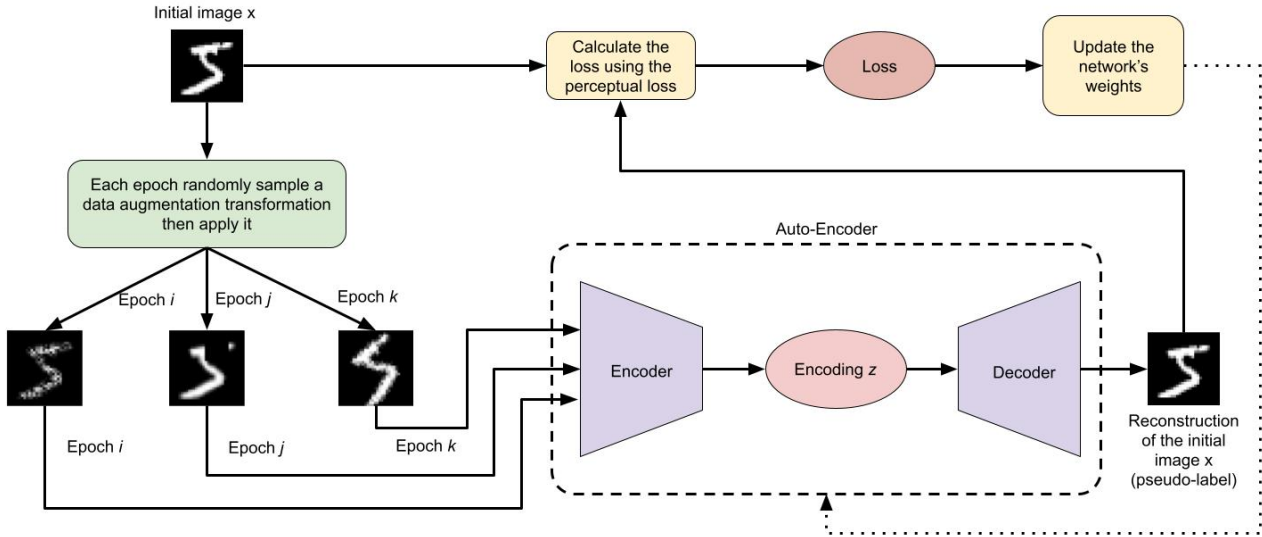 Initial image x
Calculate the
loss using the
perceptual loss
Loss
Update the
network's
weights
Each epoch randomly sample a
data augmentation transformation
then apply it
Auto-Encoder
Epoch i
Epoch j
Epoch k
Encoder
Encoding z
Decoder
Epoch i
Epoch j
Epoch k
Reconstruction
of the initial
image x
(pseudo-label)